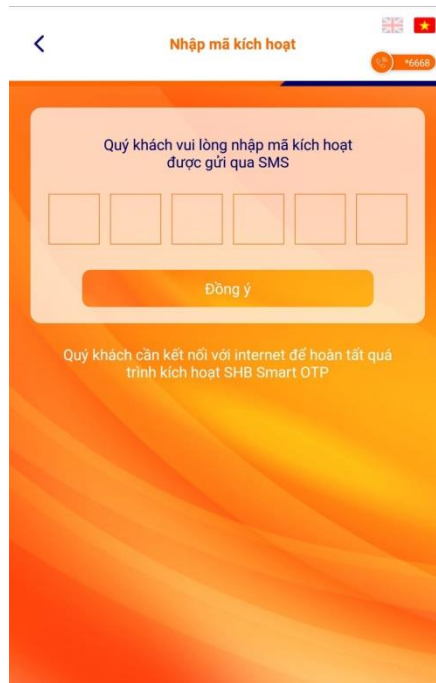 Nhập mã kích hoạt
*6668
Quý khách vui lòng nhập mã kích hoạt
được gửi qua SMS
Đồng ý
Quý khách cần kết nối với internet để hoàn tất quá
trình kích hoạt SHB Smart OTP